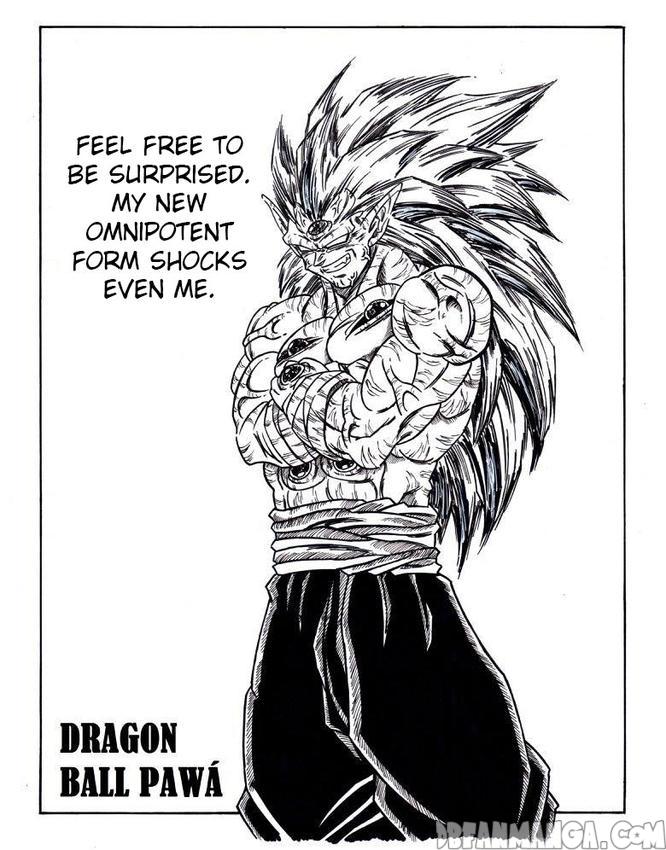 FEEL FREE TO
BE SURPRISED.
MY NEW
OMNIPOTENT
FORM SHOCKS
EVEN ME.
DRAGON
BALL PAWÁ
DBFANMANGA.COM